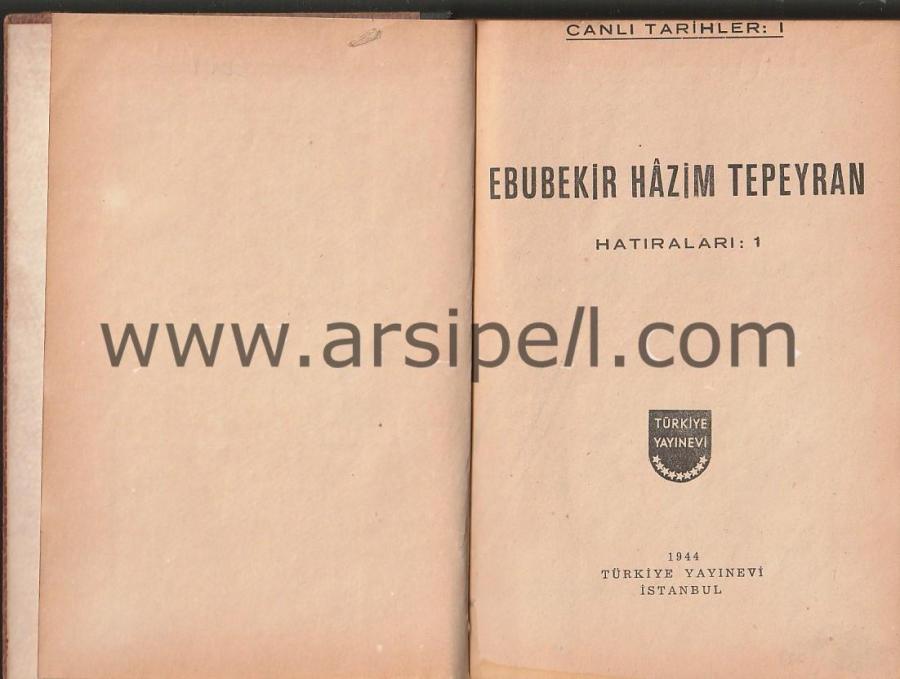 CANLI TARİHLER: I
EBUBEKİR HÂZİM TEPEYRAN
HATIRALARI: 1
www.arsipel.com
TÜRKİYE
YAYINEVİ
1944
TÜRKİYE YAYINEVİ
İSTANBUL